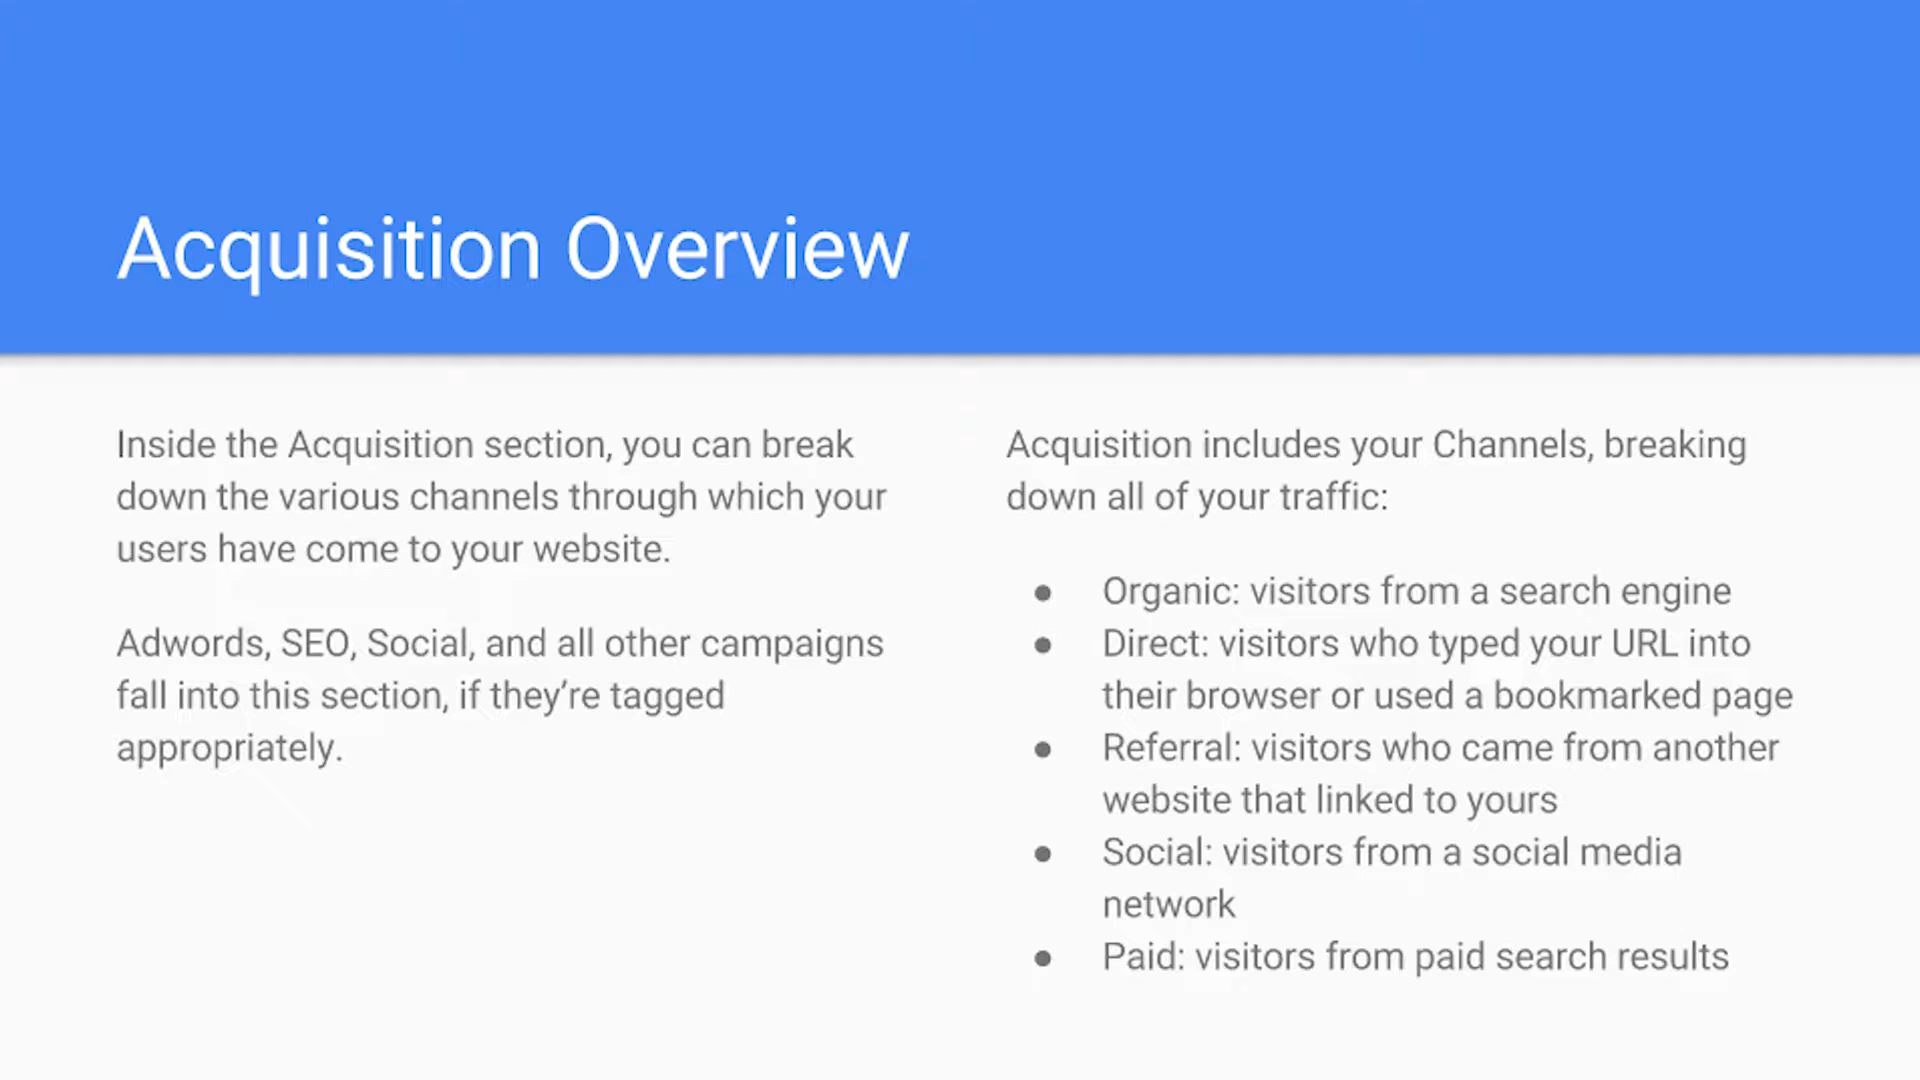 Acquisition Overview
Inside the Acquisition section, you can break
down the various channels through which your
users have come to your website.
Adwords, SEO, Social, and all other campaigns
fall into this section, if they’re tagged
appropriately.
Acquisition includes your Channels, breaking
down all of your traffic:
● Organic: visitors from a search engine
● Direct: visitors who typed your URL into
their browser or used a bookmarked page
● Referral: visitors who came from another
website that linked to yours
● Social: visitors from a social media
network
● Paid: visitors from paid search results